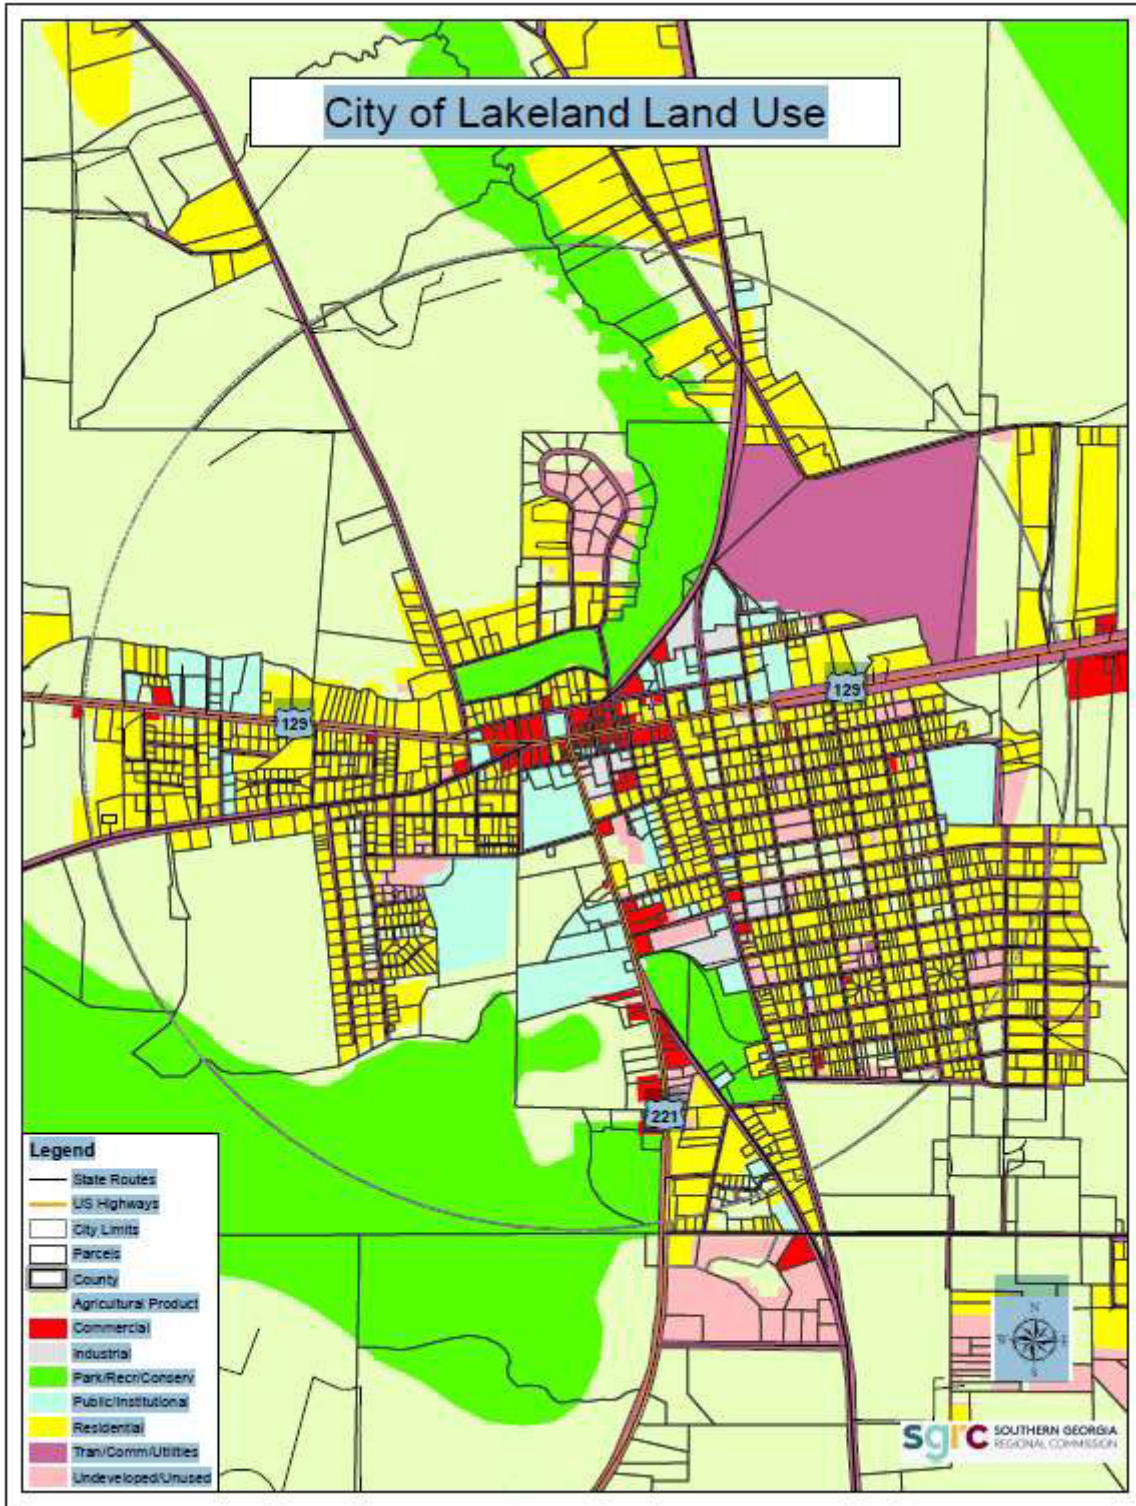 City of Lakeland Land Use
129
129
221
Legend
State Routes
US Highways
City Limits
Parcels
County
Agricultural Product
Commercial
Industrial
Park/Recr/Conserv
Public/Institutional
Residential
Tran/Comm/Utilities
Undeveloped/Unused
N
W
E
S
sgrc SOUTHERN GEORGIA
REGIONAL COMMISSION